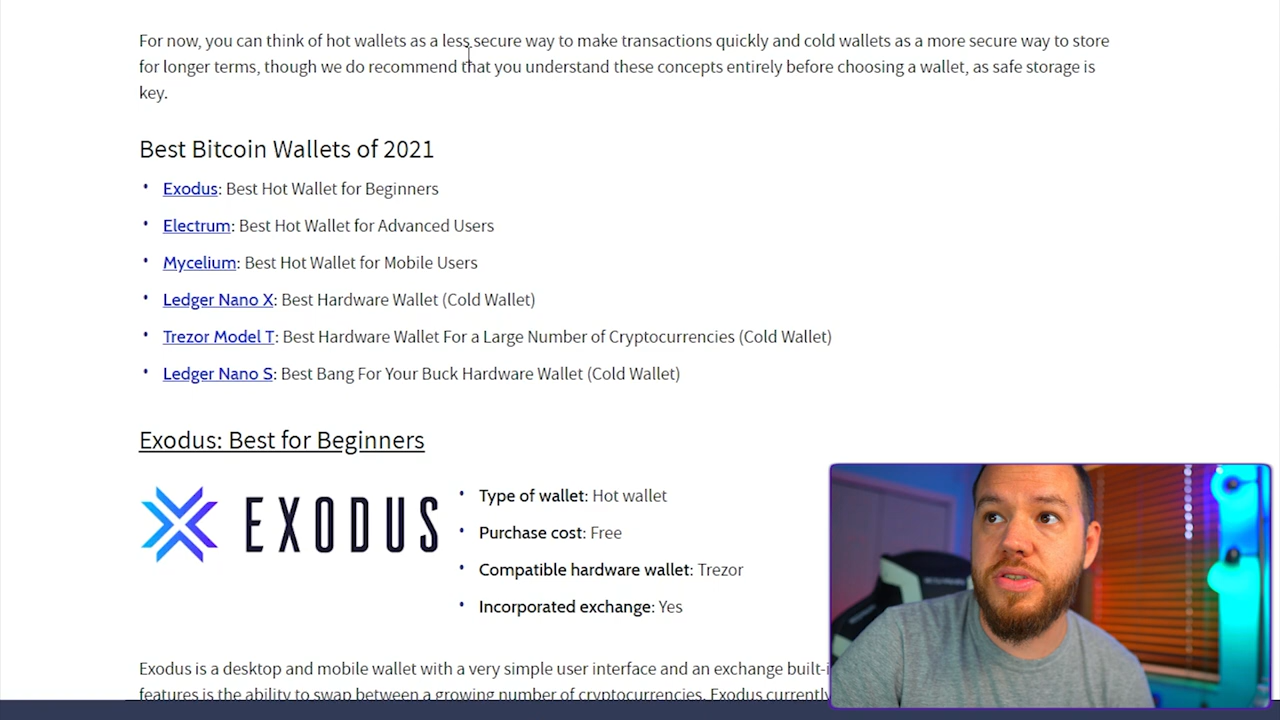 For now, you can think of hot wallets as a less secure way to make transactions quickly and cold wallets as a more secure way to store
for longer terms, though we do recommend that you understand these concepts entirely before choosing a wallet, as safe storage is
key.
Best Bitcoin Wallets of 2021
• Exodus: Best Hot Wallet for Beginners
• Electrum: Best Hot Wallet for Advanced Users
• Mycelium: Best Hot Wallet for Mobile Users
• Ledger Nano X: Best Hardware Wallet (Cold Wallet)
• Trezor Model T: Best Hardware Wallet For a Large Number of Cryptocurrencies (Cold Wallet)
• Ledger Nano S: Best Bang For Your Buck Hardware Wallet (Cold Wallet)
Exodus: Best for Beginners
EXODUS
• Type of wallet: Hot wallet
• Purchase cost: Free
• Compatible hardware wallet: Trezor
• Incorporated exchange: Yes
Exodus is a desktop and mobile wallet with a very simple user interface and an exchange built-i
features is the ability to swap between a growing number of cryptocurrencies. Exodus currently